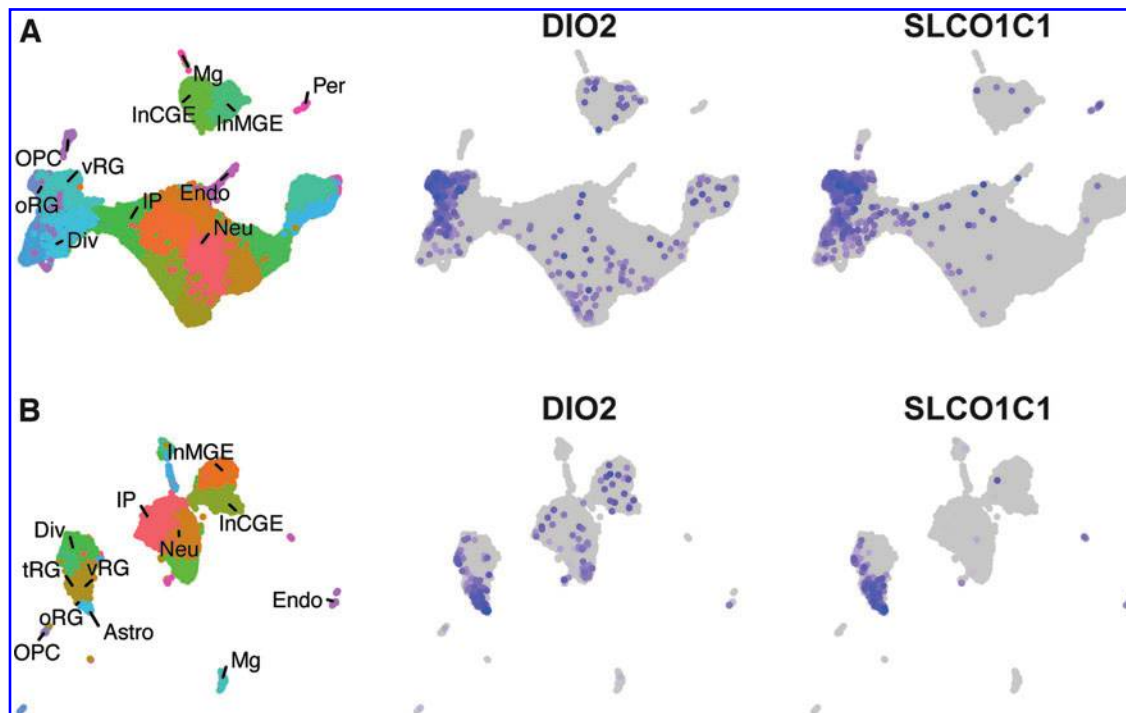 A
DIO2
SLCO1C1
Mg
Per
InCGE
InMGE
OPC
vRG
oRG
IP
Endo
Neu
Div
B
DIO2
SLCO1C1
InMGE
IP
InCGE
Div
Neu
tRG
vRG
oRG
Astro
Endo
OPC
Mg